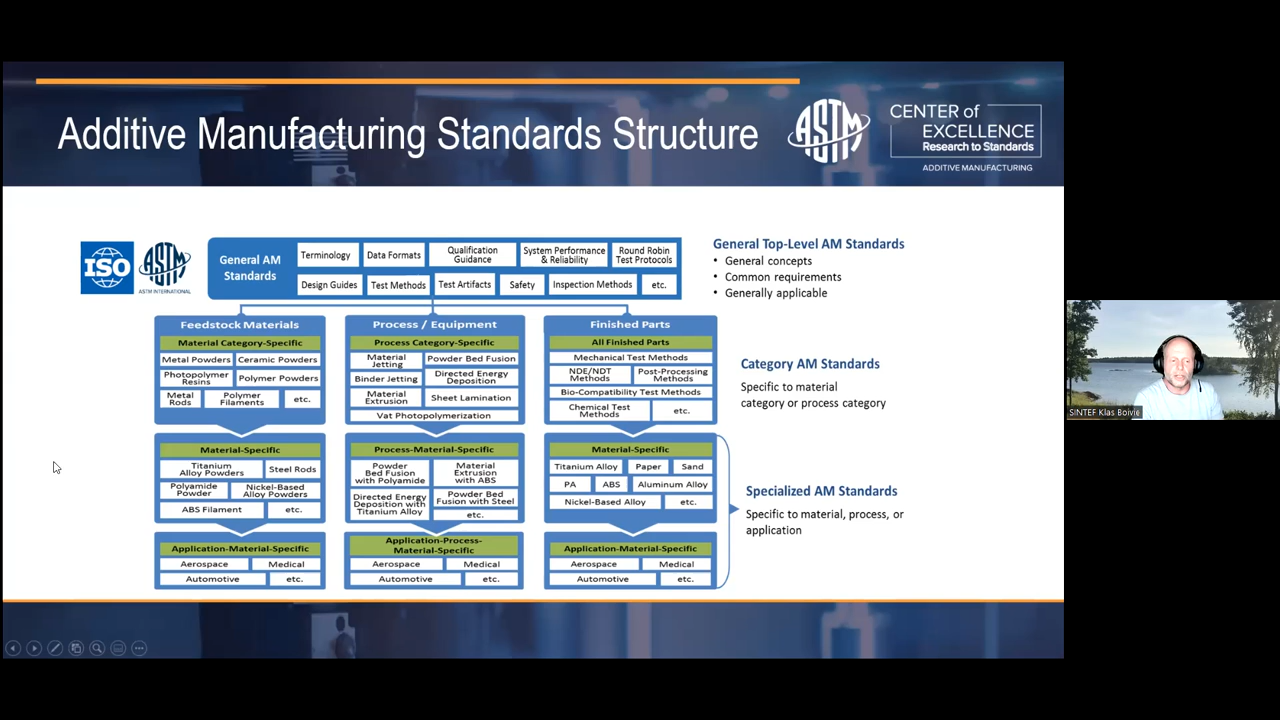 Additive Manufacturing Standards Structure
ASTM
CENTER of
EXCELLENCE
Research to Standards
ADDITIVE MANUFACTURING
ISO
ASTM
ASTM INTERNATIONAL
General AM
Standards
Terminology
Data Formats
Qualification
Guidance
System Performance
& Reliability
Round Robin
Test Protocols
Design Guides
Test Methods
Test Artifacts
Safety
Inspection Methods
etc.
General Top-Level AM Standards
• General concepts
• Common requirements
• Generally applicable
Feedstock Materials
Material Category-Specific
Metal Powders
Ceramic Powders
Photopolymer
Resins
Polymer Powders
Metal
Rods
Polymer
Filaments
etc.
Process / Equipment
Process Category-Specific
Material
Jetting
Powder Bed Fusion
Binder Jetting
Directed Energy
Deposition
Material
Extrusion
Sheet Lamination
Vat Photopolymerization
Finished Parts
All Finished Parts
Mechanical Test Methods
NDE/NDT
Methods
Post-Processing
Methods
Bio-Compatibility Test Methods
Chemical Test
Methods
etc.
Category AM Standards
Specific to material
category or process category
Material-Specific
Titanium
Alloy Powders
Steel Rods
Polyamide
Powder
Nickel-Based
Alloy Powders
ABS Filament
etc.
Process-Material-Specific
Powder
Bed Fusion
with Polyamide
Material
Extrusion
with ABS
Directed Energy
Deposition with
Titanium Alloy
Powder Bed
Fusion with Steel
etc.
Material-Specific
Titanium Alloy
Paper
Sand
PA
ABS
Aluminum Alloy
Nickel-Based Alloy
etc.
Specialized AM Standards
Specific to material, process, or
application
Application-Material-Specific
Aerospace
Medical
Automotive
etc.
Application-Process-
Material-Specific
Aerospace
Medical
Automotive
etc.
Application-Material-Specific
Aerospace
Medical
Automotive
etc.
SINTEF Klas Boivie